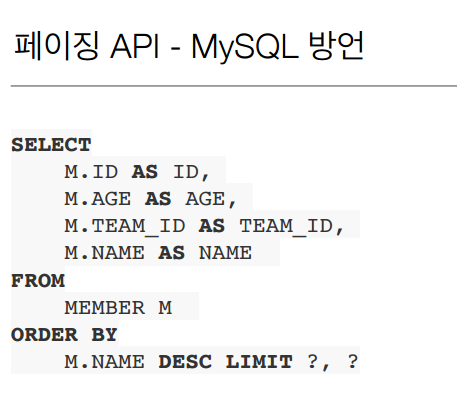 페이징 API - MySQL 방언
SELECT
M.ID AS ID,
M.AGE AS AGE,
M.TEAM_ID AS TEAM_ID,
M.NAME AS NAME
FROM
MEMBER M
ORDER BY
M.NAME DESC LIMIT ?, ?